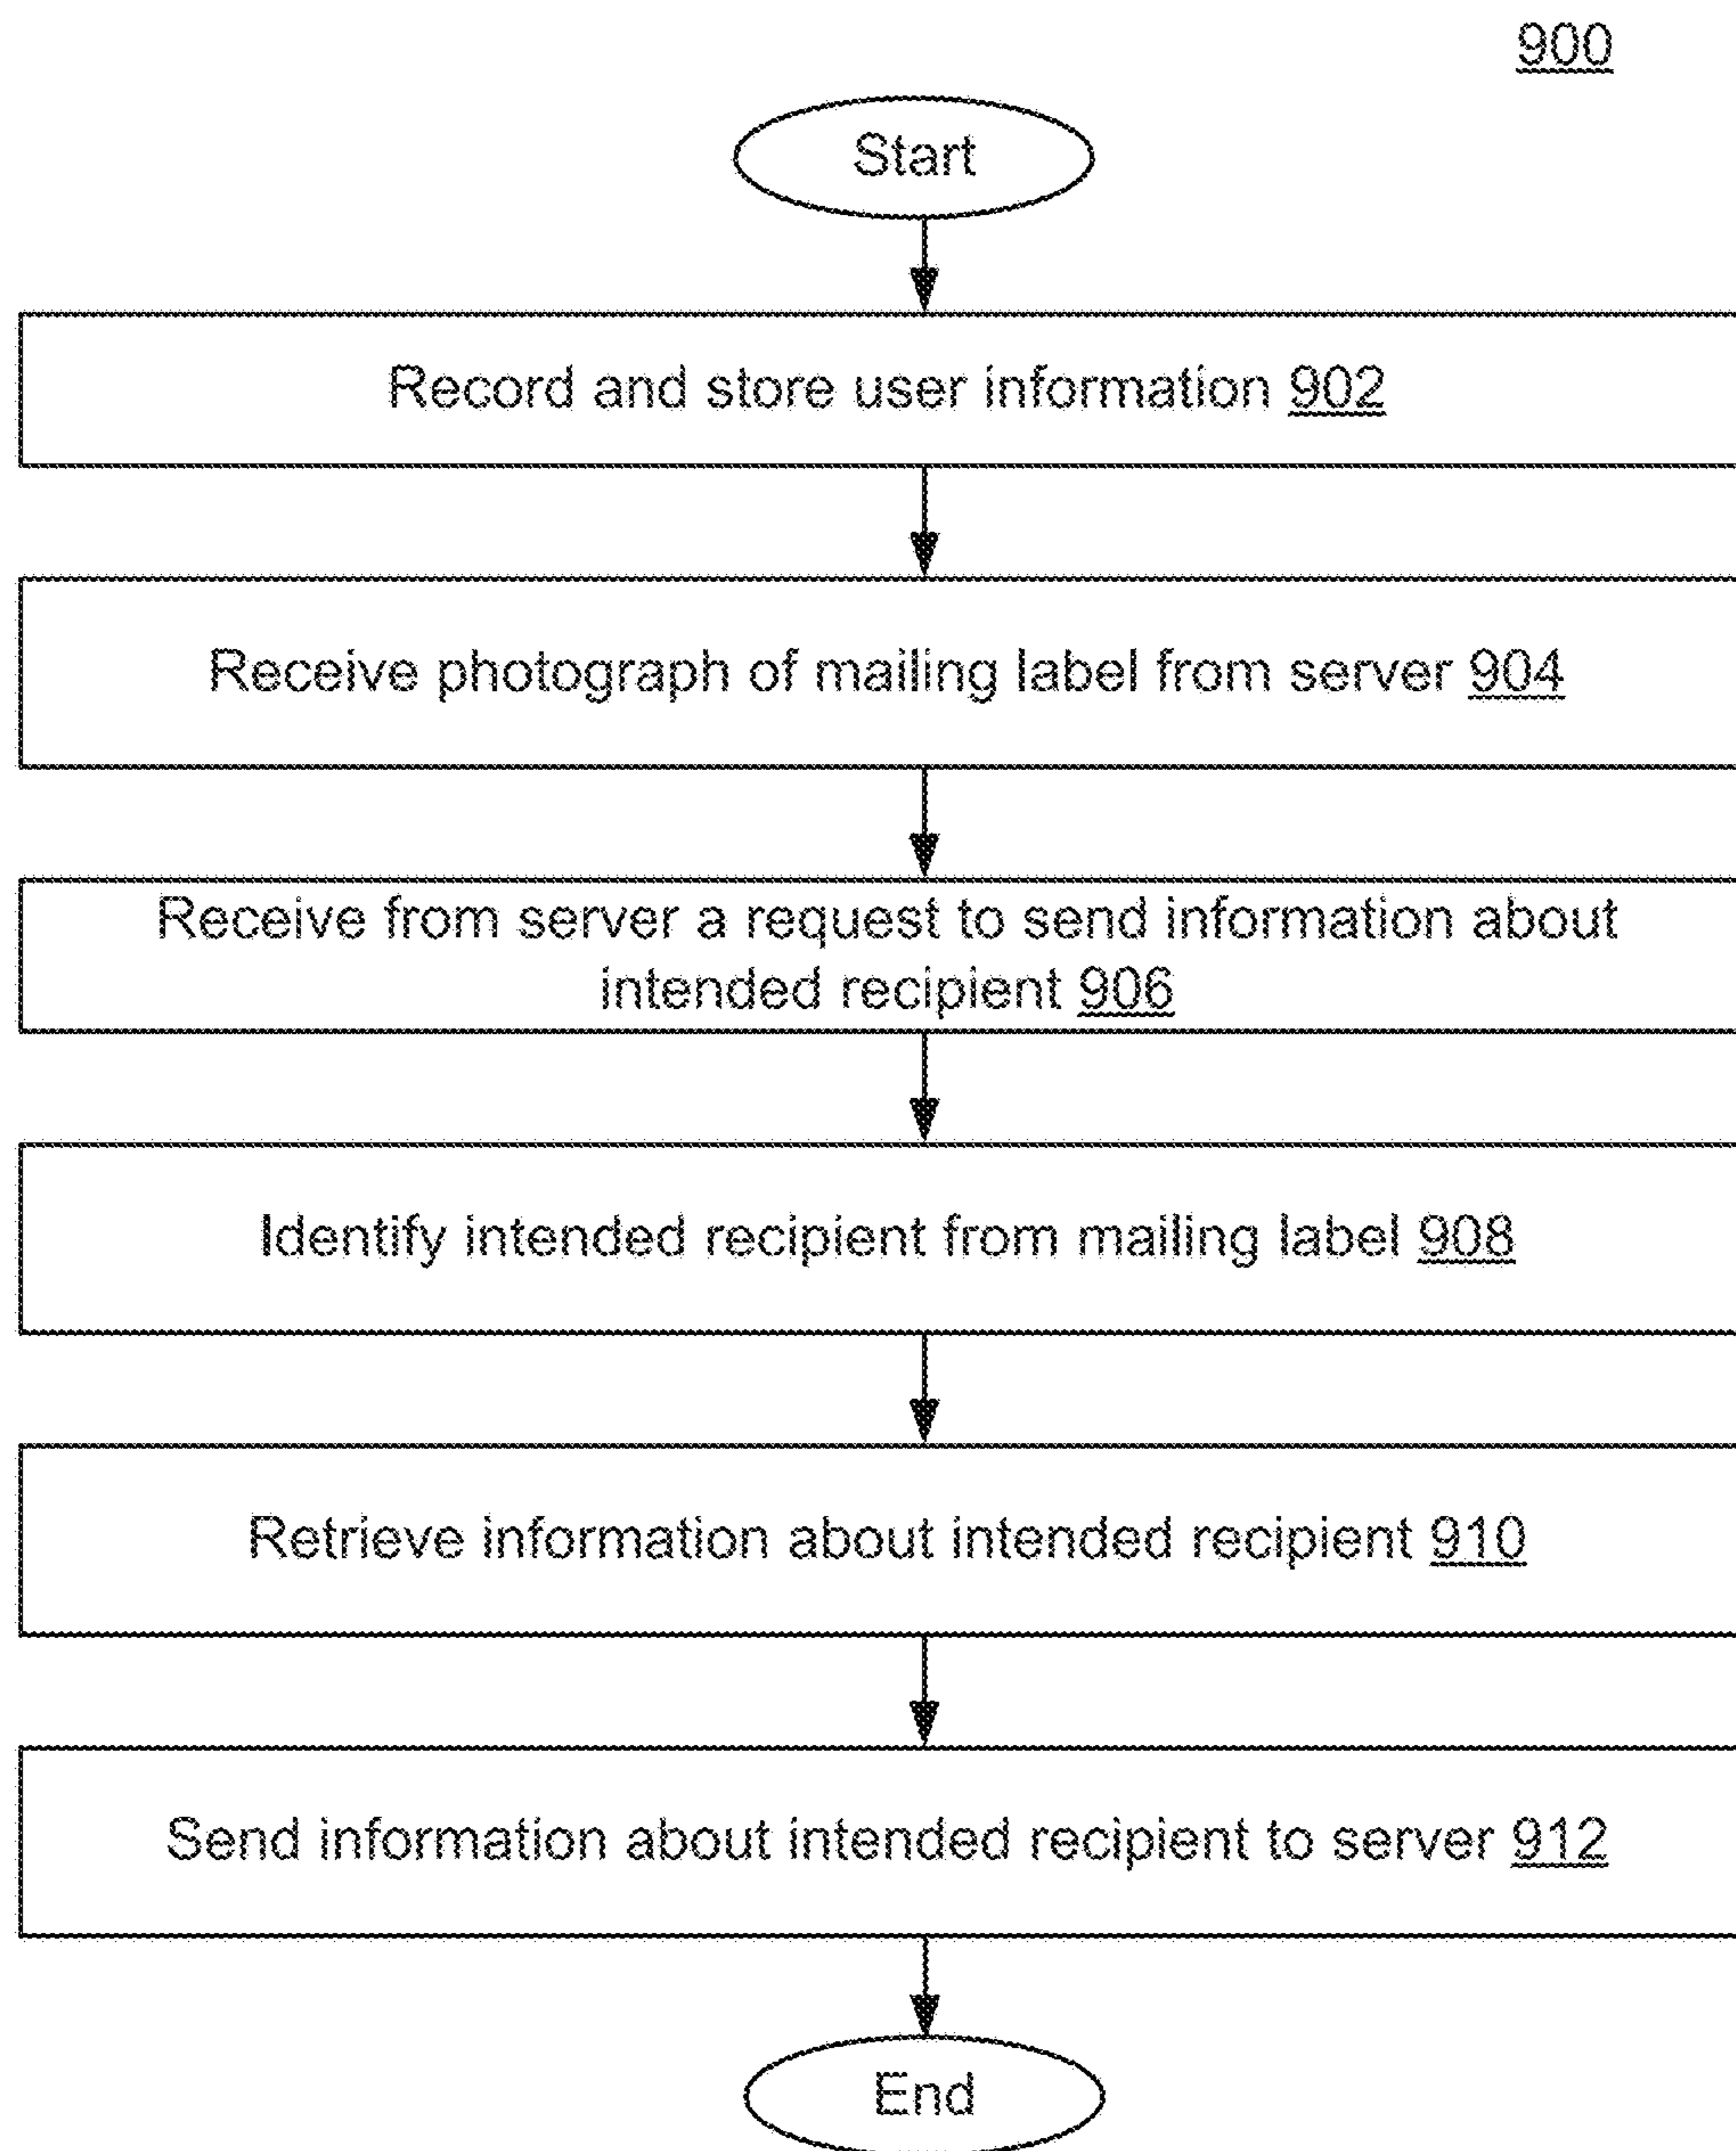 900
Start
Record and store user information 902
Receive photograph of mailing label from server 904
Receive from server a request to send information about
intended recipient 906
Identify intended recipient from mailing label 908
Retrieve information about intended recipient 910
Send information about intended recipient to server 912
End